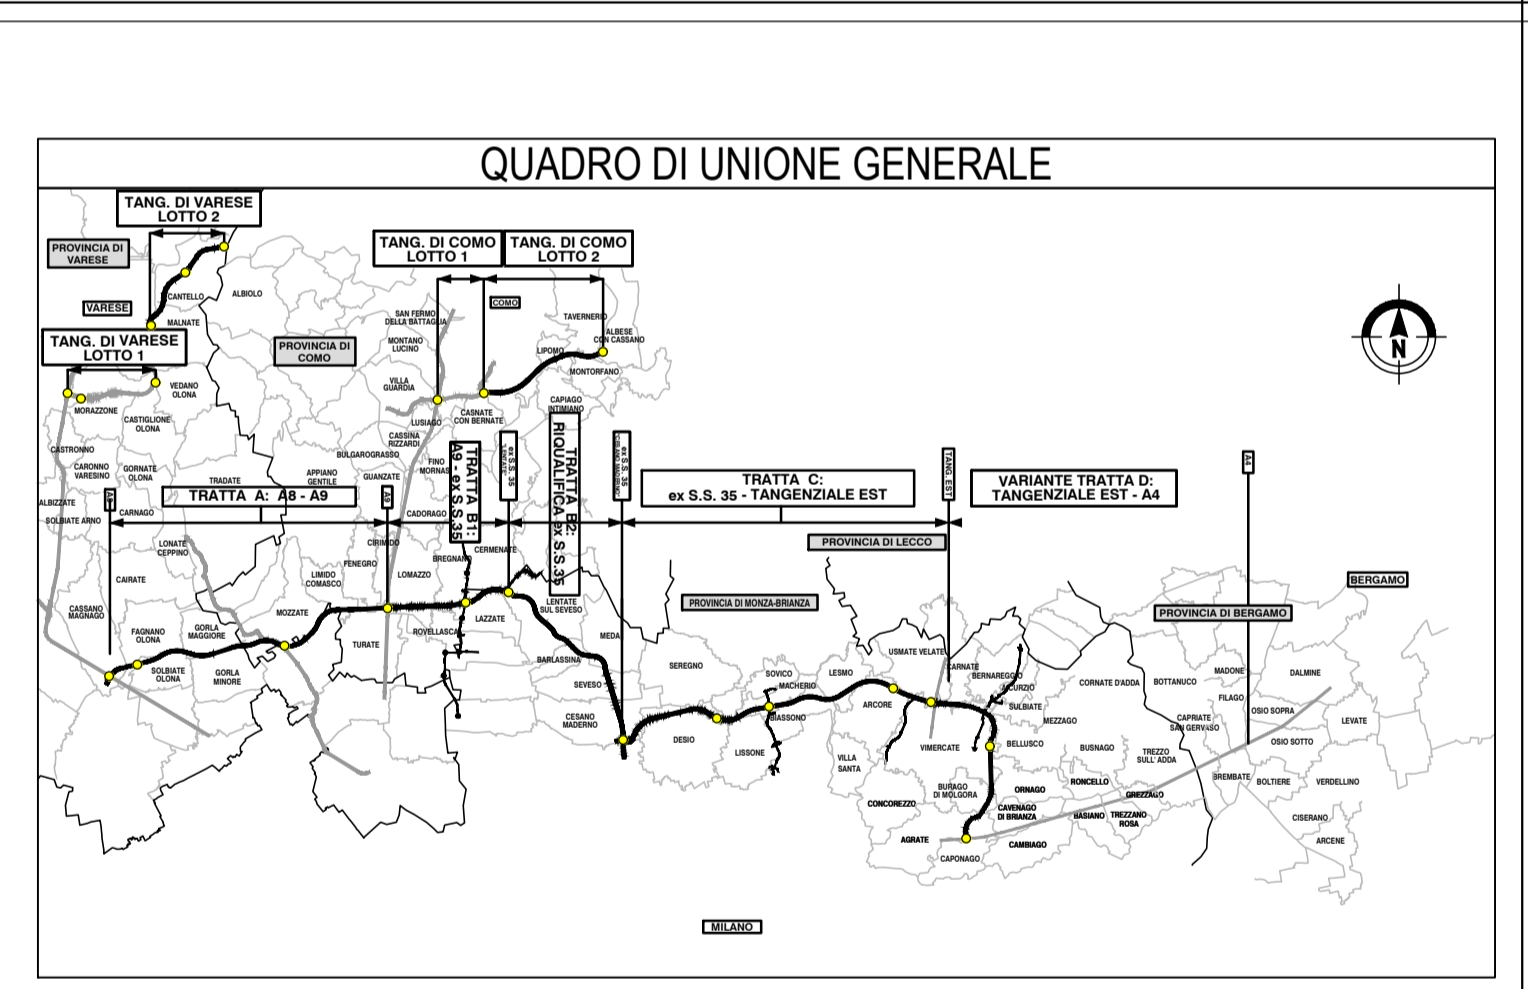 QUADRO DI UNIONE GENERALE
TANG. DI VARESE
LOTTO 2
PROVINCIA DI
VARESE
TANG. DI COMO
LOTTO 1
TANG. DI COMO
LOTTO 2
CANTELLO
ALBIOLO
VARESE
MALNATE
COMO
SAN FERMO
DELLA BATTAGLIA
TAVERNERIO
TANG. DI VARESE
LOTTO 1
PROVINCIA DI
COMO
MONTANO
LUCINO
ALBESE
CON CASSANO
LIPOMO
MONTORFANO
N
VEDANO
OLONA
VILLA
GUARDIA
MORAZZONE
CASTIGLIONE
OLONA
LUSIAGO
CASNATE
CON BERNATE
CAPIAGO
INTIMIANO
CASSINA
RIZZARDI
CASTRONNO
BULGAROGRASSO
CARONNO
VARESINO
GORNATE
OLONA
TRADATE
APPIANO
GENTILE
GUANZATE
FINO
MORNAS
TRATTA B1:
A9 - ex S.S.35
ex S.S. 35
TRATTA B2:
RIQUALIFICA ex S.S.35
ex S.S. 35
TRATTA C:
ex S.S. 35 - TANGENZIALE EST
TANG. EST
VARIANTE TRATTA D:
TANGENZIALE EST - A4
A4
ALBIZZATE
TRATTA A: A8 - A9
A9
SOLBIATE ARNO
CARNAGO
CADORAGO
LONATE
CEPPINO
CIRIMIDO
FENEGRO
BREGNANO
CERMENATE
PROVINCIA DI LECCO
CAIRATE
LIMIDO
COMASCO
LOMAZZO
BERGAMO
CASSANO
MAGNAGO
MOZZATE
LENTATE
SUL SEVESO
PROVINCIA DI MONZA-BRIANZA
PROVINCIA DI BERGAMO
FAGNANO
OLONA
GORLA
MAGGIORE
TURATE
ROVELLASCA
LAZZATE
MEDA
SOLBIATE
OLONA
GORLA
MINORE
BARLASSINA
SEREGNO
USMATE VELATE
CARNATE
BERNAREGGIO
SEVESO
SOVICO
MACHERIO
LESMO
CORNATE D'ADDA
BOTTANUCO
MADONE
DALMINE
CESANO
MADERNO
BIASSONO
ARCORE
SULBIATE
MEZZAGO
FILAGO
CAPRIATE
SAN GERVASO
OSIO SOPRA
LEVATE
DESIO
LISSONE
VIMERCATE
BELLUSCO
BUSNAGO
TREZZO
SULL' ADDA
OSIO SOTTO
VILLA
SANTA
BURAGO
DI MOLGORA
ORNAGO
RONCELLO
GREZZAGO
BREMBATE
BOLTIERE
VERDELLINO
CONCOREZZO
CAVENAGO
DI BRIANZA
BASIANO
TREZZANO
ROSA
CISERANO
AGRATE
CAMBIAGO
ARCENE
CAPONAGO
MILANO